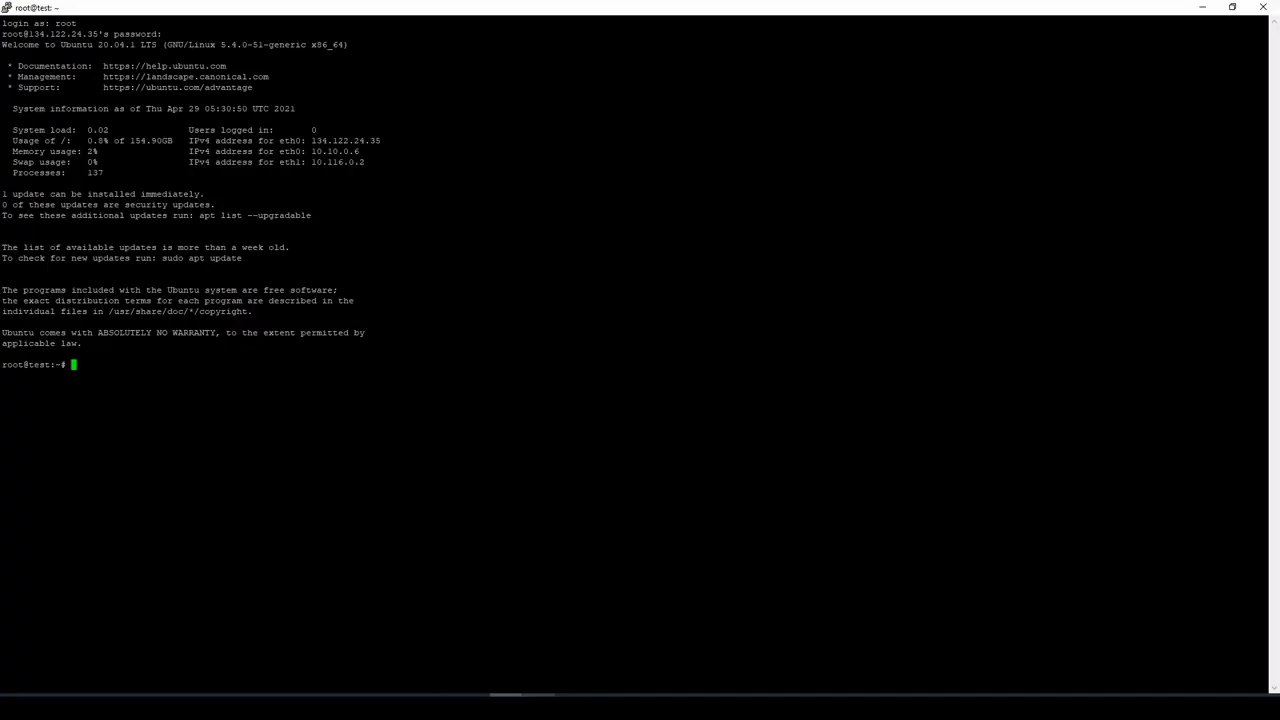 root@test: ~
login as: root
root@134.122.24.35's password:
Welcome to Ubuntu 20.04.1 LTS (GNU/Linux 5.4.0-51-generic x86_64)
* Documentation:  https://help.ubuntu.com
* Management:     https://landscape.canonical.com
* Support:        https://ubuntu.com/advantage
System information as of Thu Apr 29 05:30:50 UTC 2021
System load:  0.02               Users logged in:       0
Usage of /:   0.8% of 154.90GB   IPv4 address for eth0: 134.122.24.35
Memory usage: 2%                 IPv4 address for eth0: 10.10.0.6
Swap usage:   0%                 IPv4 address for eth1: 10.116.0.2
Processes:    137
1 update can be installed immediately.
0 of these updates are security updates.
To see these additional updates run: apt list --upgradable
The list of available updates is more than a week old.
To check for new updates run: sudo apt update
The programs included with the Ubuntu system are free software;
the exact distribution terms for each program are described in the
individual files in /usr/share/doc/*/copyright.
Ubuntu comes with ABSOLUTELY NO WARRANTY, to the extent permitted by
applicable law.
root@test:~#